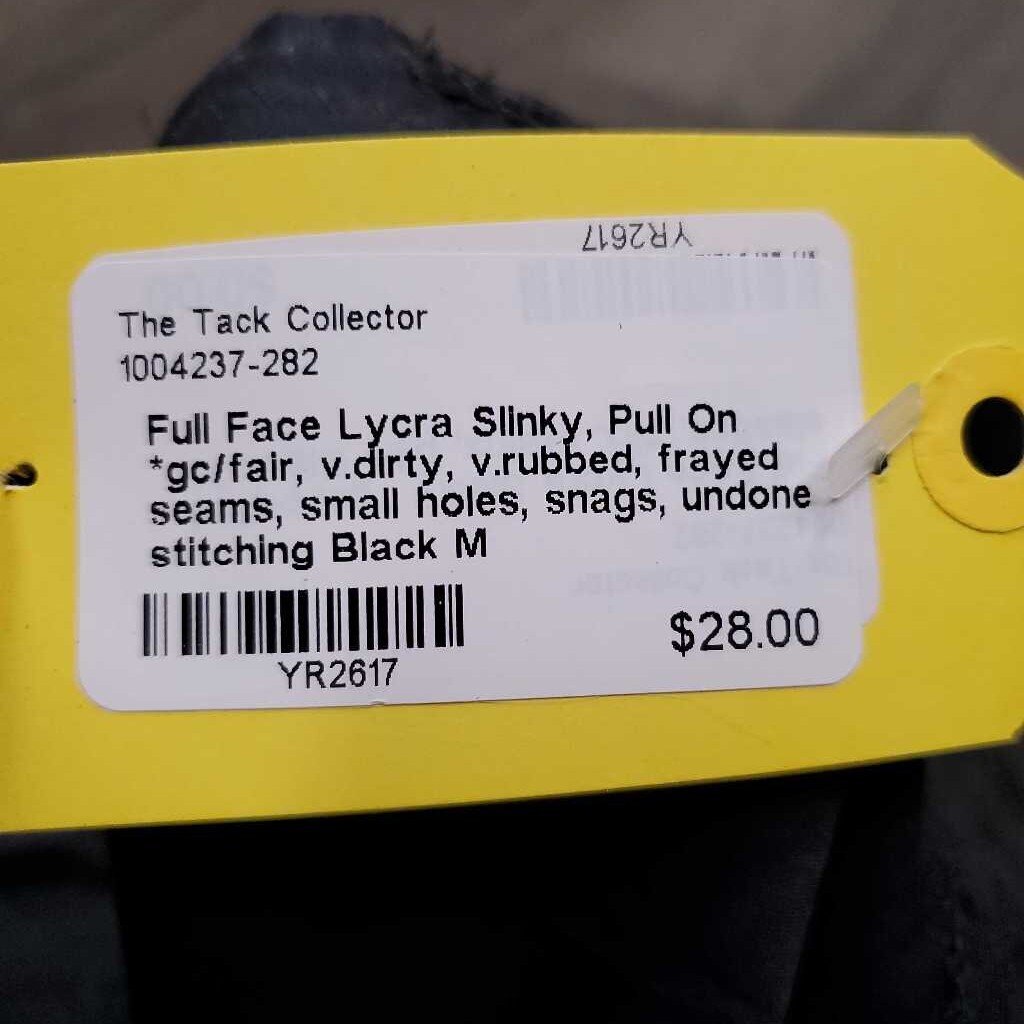 YR2617
The Tack Collector
1004237-282
Full Face Lycra Slinky, Pull On
*gc/fair, v.dirty, v.rubbed, frayed
seams, small holes, snags, undone
stitching Black M
YR2617
$28.00